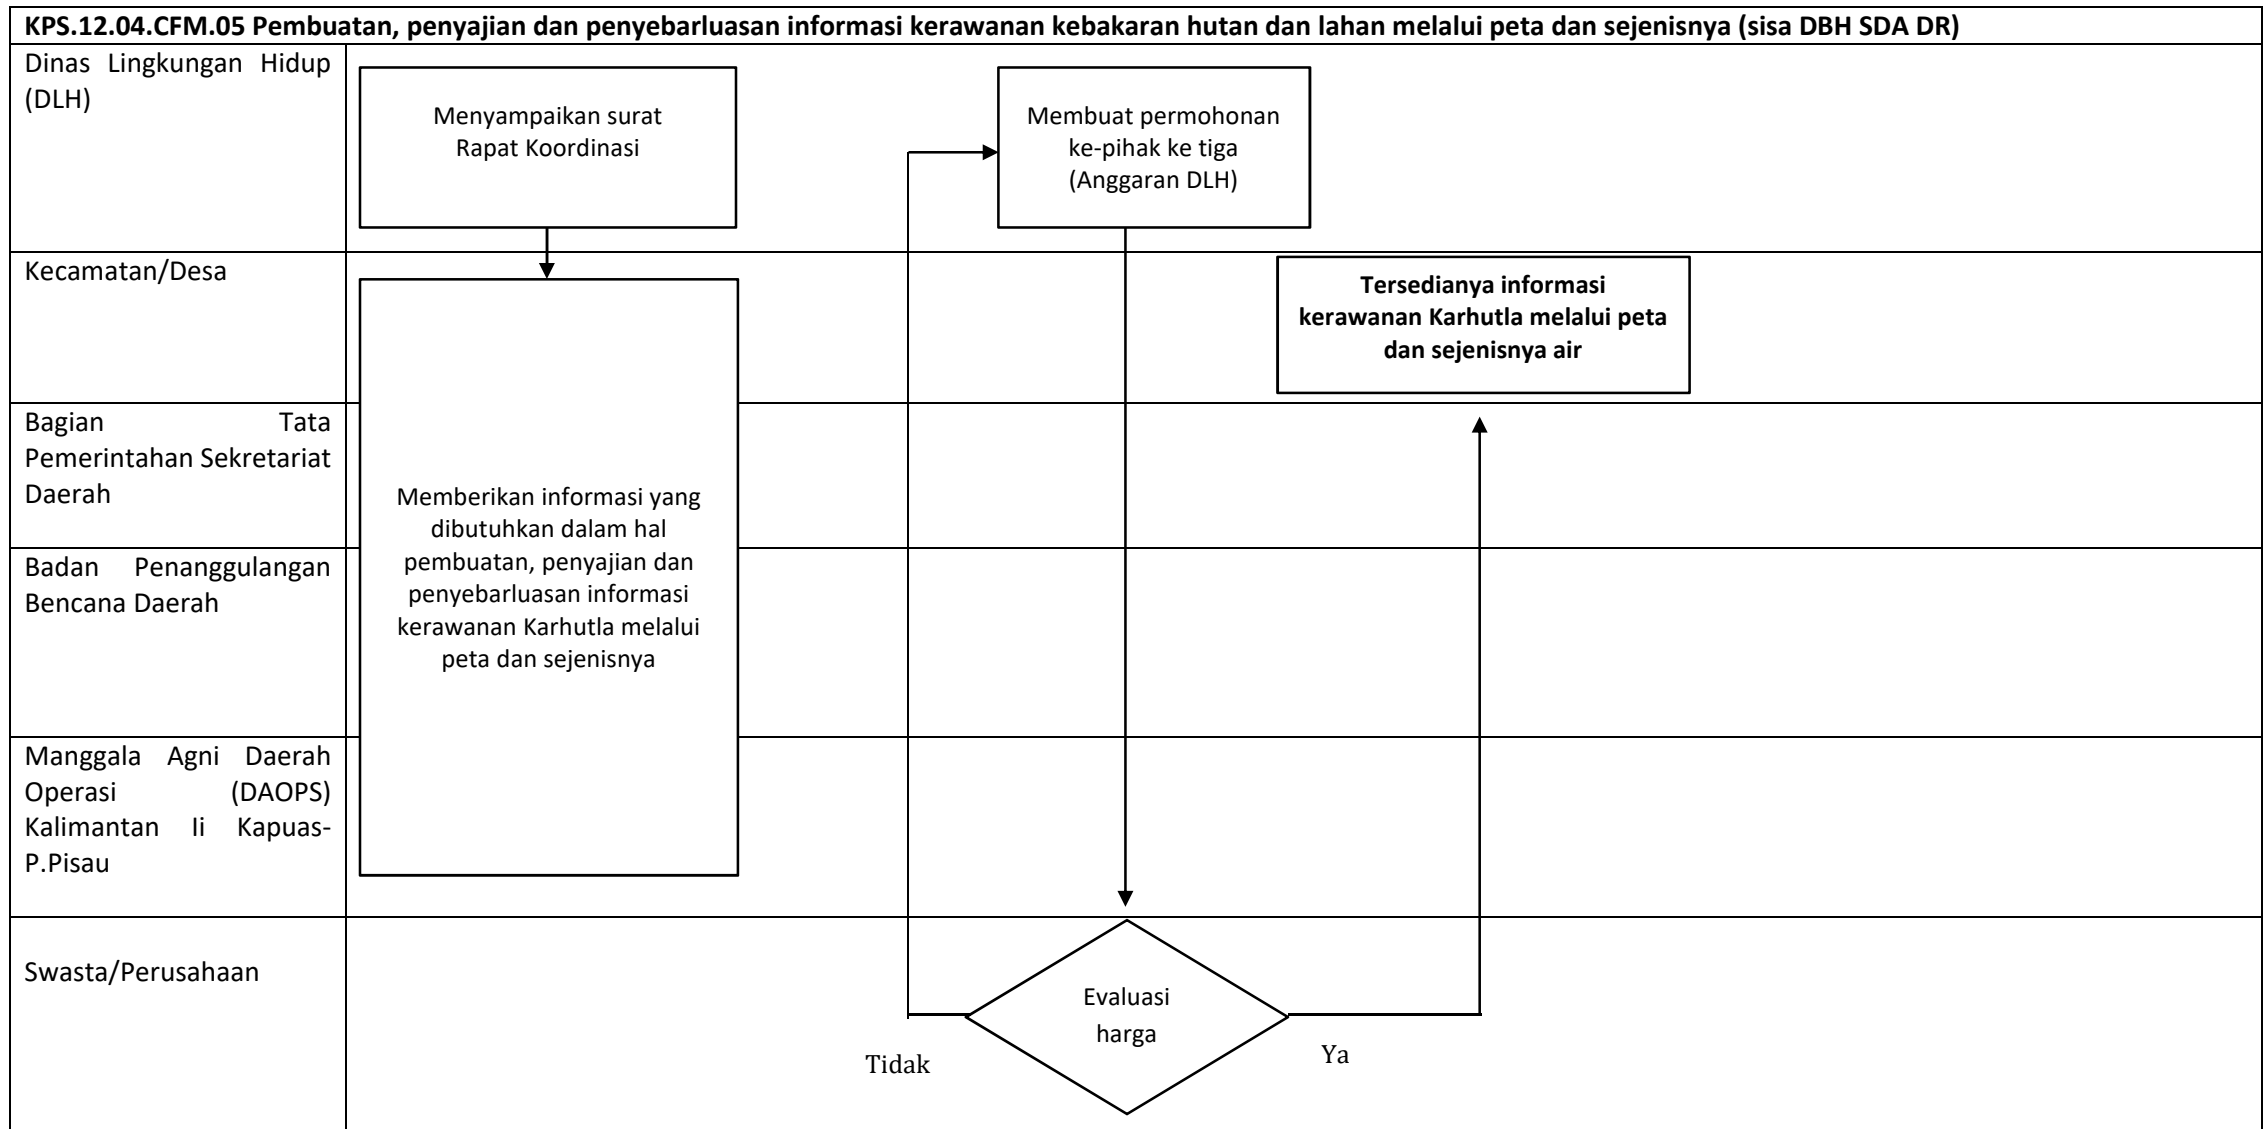 KPS.12.04.CFM.05 Pembuatan, penyajian dan penyebarluasan informasi kerawanan kebakaran hutan dan lahan melalui peta dan sejenisnya (sisa DBH SDA DR)
Dinas Lingkungan Hidup
(DLH)
Menyampaikan surat
Rapat Koordinasi
Membuat permohonan
ke-pihak ke tiga
(Anggaran DLH)
Kecamatan/Desa
Tersedianya informasi
kerawanan Karhutla melalui peta
dan sejenisnya air
Bagian Tata
Pemerintahan Sekretariat
Daerah
Memberikan informasi yang
dibutuhkan dalam hal
pembuatan, penyajian dan
penyebarluasan informasi
kerawanan Karhutla melalui
peta dan sejenisnya
Badan Penanggulangan
Bencana Daerah
Manggala Agni Daerah
Operasi (DAOPS)
Kalimantan Ii Kapuas-
P.Pisau
Swasta/Perusahaan
Evaluasi
harga
Tidak
Ya